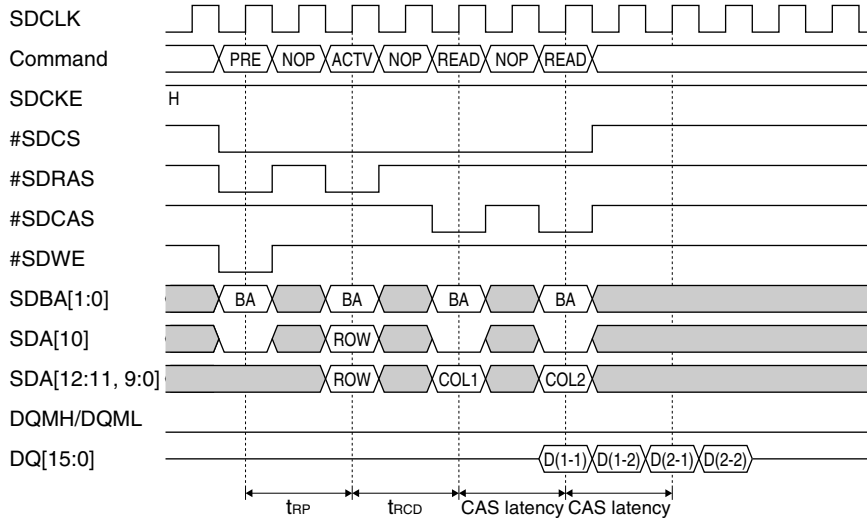 SDCLK
Command PRE NOP ACTV NOP READ NOP READ
SDCKE H
#SDCS
#SDRAS
#SDCAS
#SDWE
SDBA[1:0] BA BA BA BA
SDA[10] ROW
SDA[12:11, 9:0] ROW COL1 COL2
DQMH/DQML
DQ[15:0] D(1-1) D(1-2) D(2-1) D(2-2)
tRP tRCD CAS latency CAS latency